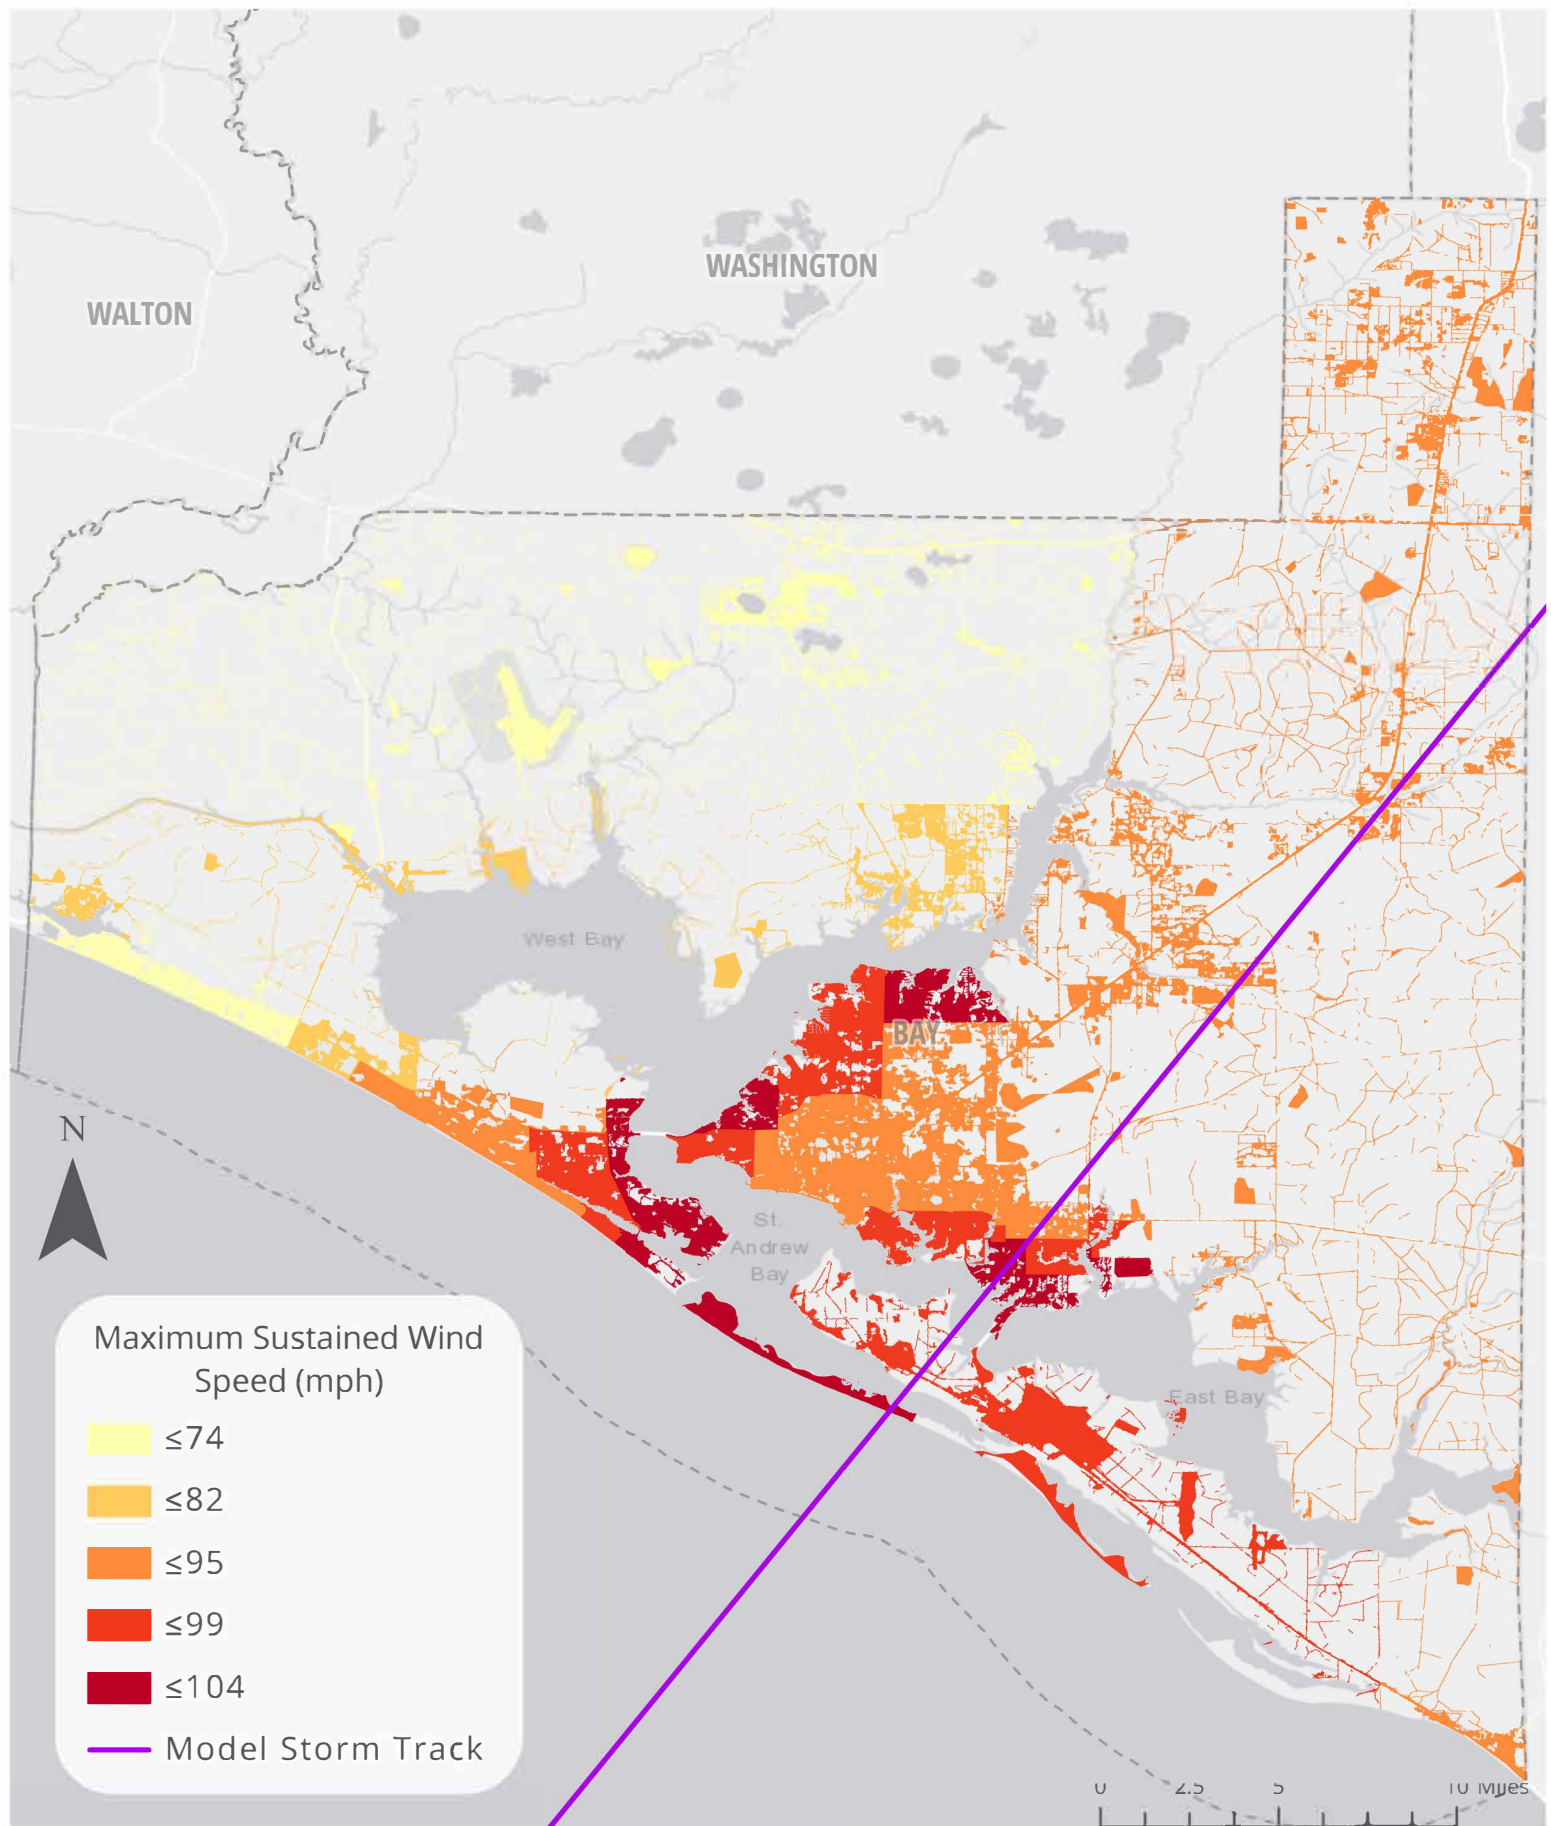 WASHINGTON
WALTON
West Bay
BAY
N
St.
Andrew
Bay
East Bay
Maximum Sustained Wind
Speed (mph)
≤74
≤82
≤95
≤99
≤104
Model Storm Track
0 2.5 5 10 Miles